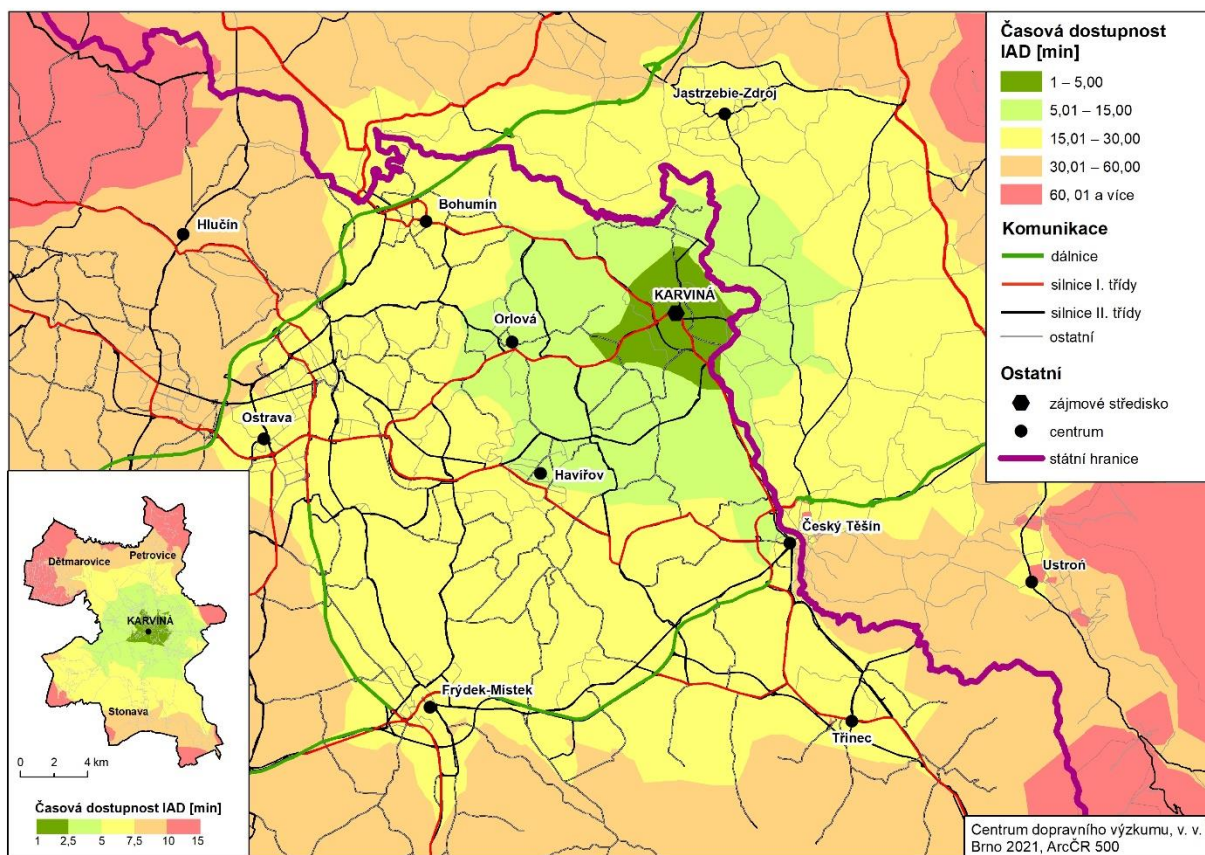 Jastrzebie-Zdrój
Bohumín
Hlučín
KARVINÁ
Orlová
Ostrava
Havířov
Český Těšín
Ustroń
Frýdek-Místek
Třinec
Časová dostupnost
IAD [min]
1 – 5,00
5,01 – 15,00
15,01 – 30,00
30,01 – 60,00
60, 01 a více
Komunikace
dálnice
silnice I. třídy
silnice II. třídy
ostatní
Ostatní
zájmové středisko
centrum
státní hranice
Petrovice
Dětmarovice
KARVINÁ
Stonava
0 2 4 km
Časová dostupnost IAD [min]
1 2,5 5 7,5 10 15
Centrum dopravního výzkumu, v. v.
Brno 2021, ArcČR 500